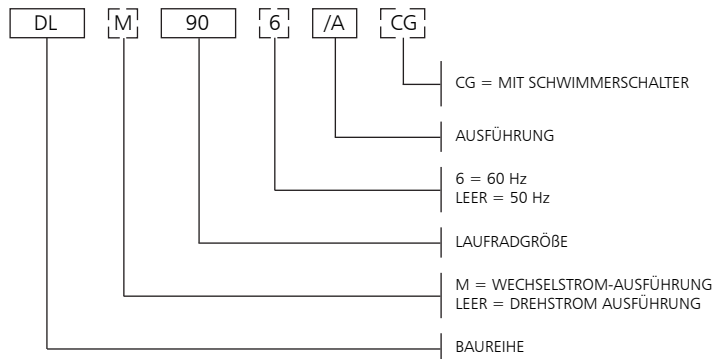 DL M 90 6 /A CG
CG = MIT SCHWIMMERSCHALTER
AUSFÜHRUNG
6 = 60 Hz
LEER = 50 Hz
LAUFRADGRÖßE
M = WECHSELSTROM-AUSFÜHRUNG
LEER = DREHSTROM AUSFÜHRUNG
BAUREIHE